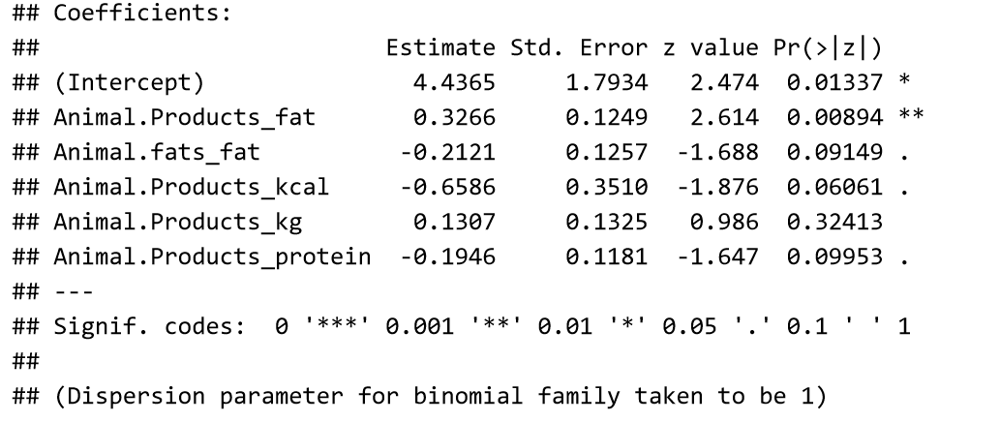 ## Coefficients:
##                         Estimate Std. Error z value Pr(>|z|)
## (Intercept)               4.4365     1.7934   2.474  0.01337 *
## Animal.Products_fat       0.3266     0.1249   2.614  0.00894 **
## Animal.fats_fat          -0.2121     0.1257  -1.688  0.09149 .
## Animal.Products_kcal     -0.6586     0.3510  -1.876  0.06061 .
## Animal.Products_kg        0.1307     0.1325   0.986  0.32413
## Animal.Products_protein  -0.1946     0.1181  -1.647  0.09953 .
## ---
## Signif. codes:  0 '***' 0.001 '**' 0.01 '*' 0.05 '.' 0.1 ' ' 1
##
## (Dispersion parameter for binomial family taken to be 1)